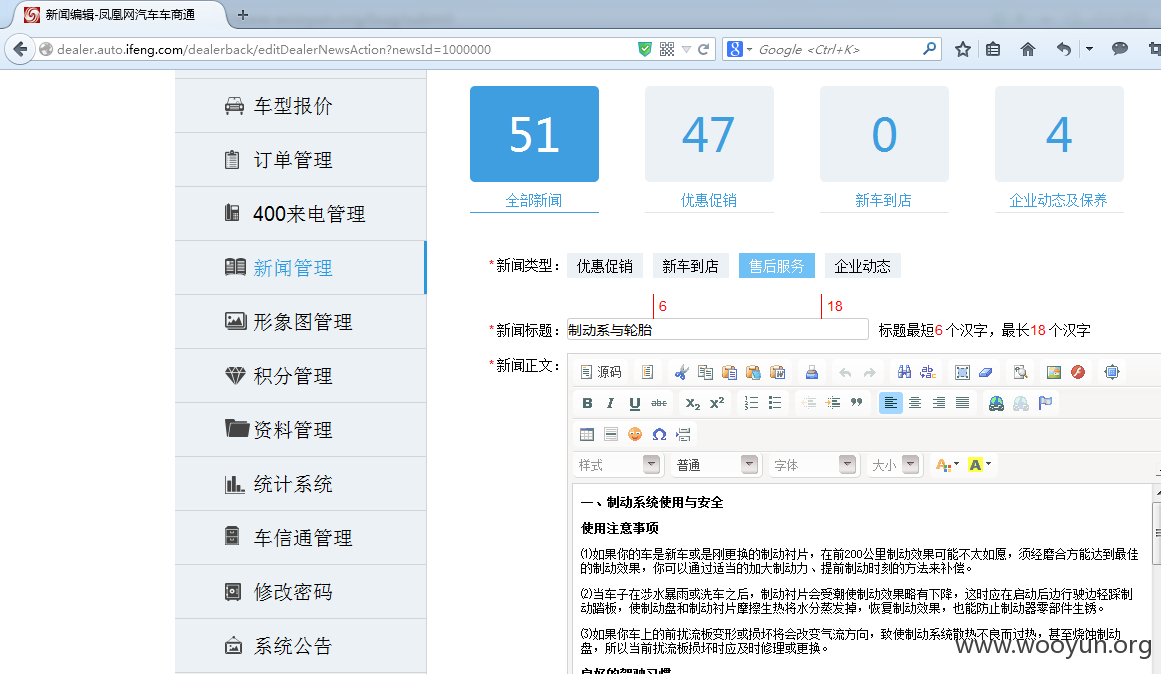 新闻编辑-凤凰网汽车车商通
dealer.auto.ifeng.com/dealerback/editDealerNewsAction?newsId=1000000
Google <Ctrl+K>
车型报价
订单管理
400来电管理
新闻管理
形象图管理
积分管理
资料管理
统计系统
车信通管理
修改密码
系统公告
51 47 0 4
全部新闻 优惠促销 新车到店 企业动态及保养
*新闻类型： 优惠促销 新车到店 售后服务 企业动态
6 18
*新闻标题： 制动系与轮胎 标题最短6个汉字，最长18个汉字
*新闻正文：
源码
B I U abc X₂ X²
样式 普通 字体 大小 A A
一、制动系统使用与安全
使用注意事项
⑴如果你的车是新车或是刚更换的制动衬片，在前200公里制动效果可能不太如愿，须经磨合方能达到最佳
的制动效果，你可以通过适当的加大制动力、提前制动时刻的方法来补偿。
⑵当车子在涉水暴雨或洗车之后，制动衬片会受潮使制动效果略有下降，这时应在启动后边行驶边轻踩制
动踏板，使制动盘和制动衬片摩擦生热将水分蒸发掉，恢复制动效果，也能防止制动器零部件生锈。
⑶如果你车上的前扰流板变形或损坏将会改变气流方向，致使制动系统散热不良而过热，甚至烧蚀制动
盘，所以当前扰流板损坏时应及时修理或更换。
良好的驾驶习惯
www.wooyun.org